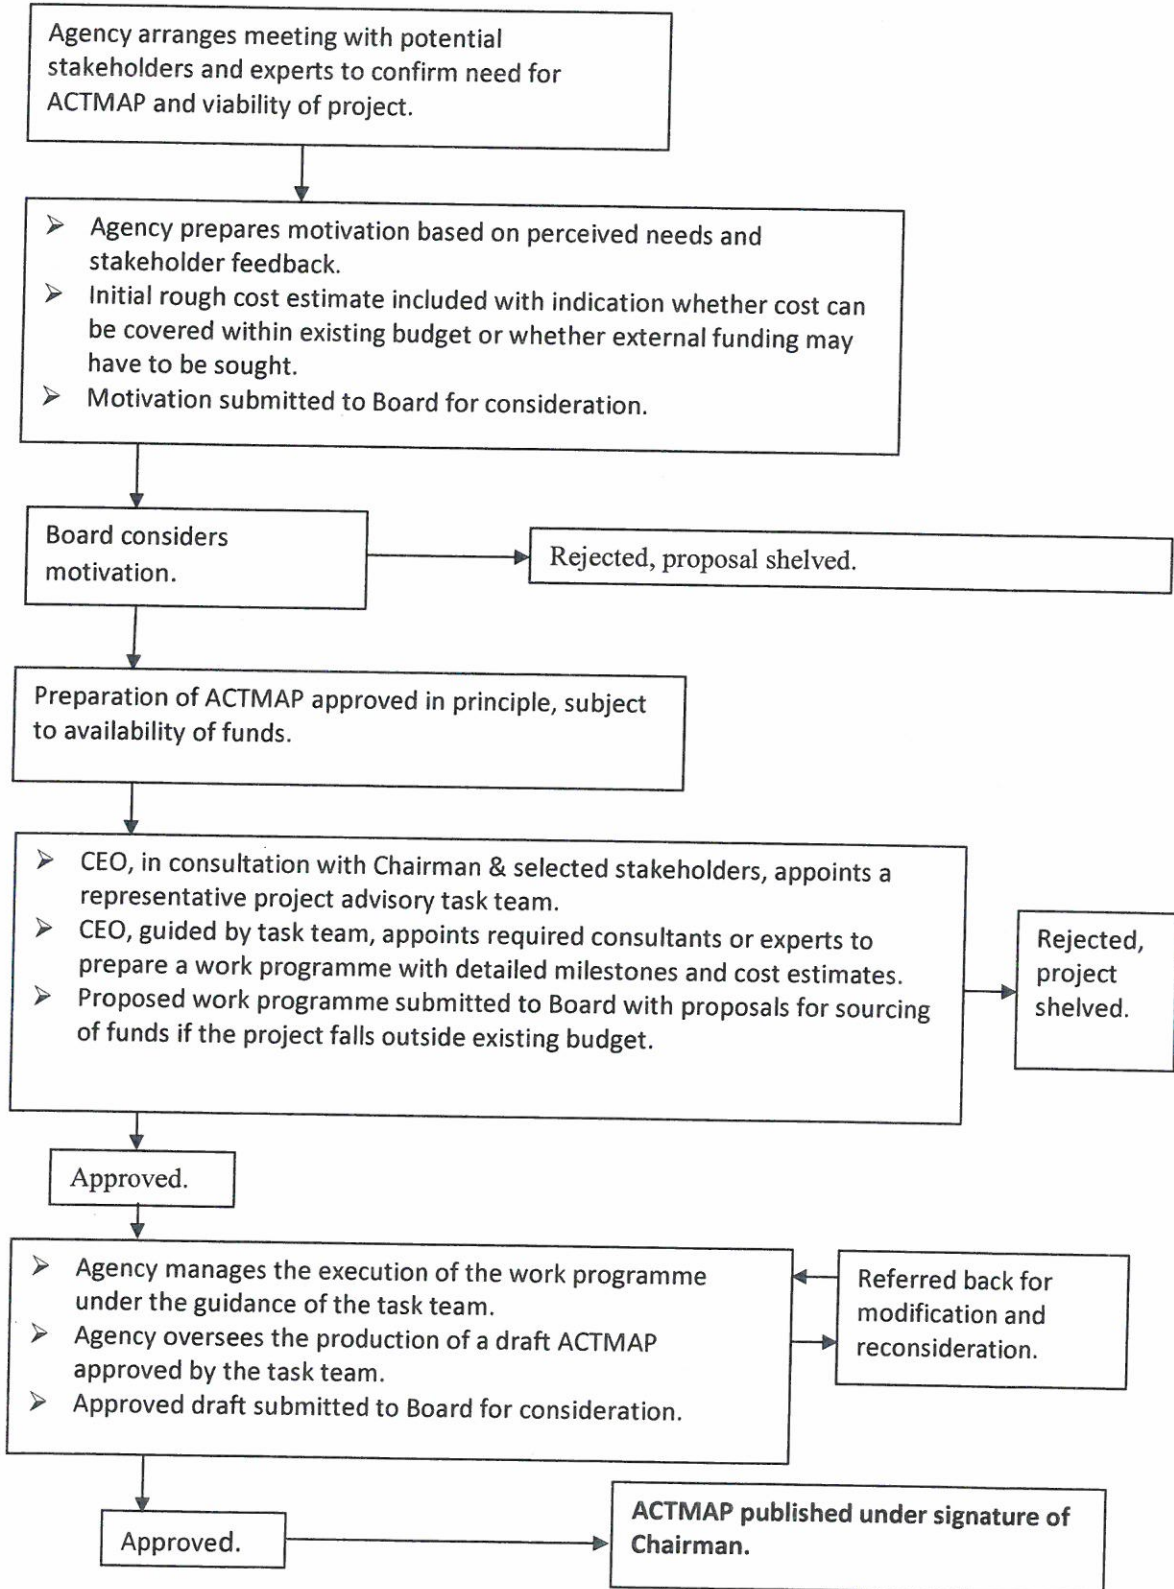 Agency arranges meeting with potential
stakeholders and experts to confirm need for
ACTMAP and viability of project.
➢ Agency prepares motivation based on perceived needs and
stakeholder feedback.
➢ Initial rough cost estimate included with indication whether cost can
be covered within existing budget or whether external funding may
have to be sought.
➢ Motivation submitted to Board for consideration.
Board considers
motivation.
Rejected, proposal shelved.
Preparation of ACTMAP approved in principle, subject
to availability of funds.
➢ CEO, in consultation with Chairman & selected stakeholders, appoints a
representative project advisory task team.
➢ CEO, guided by task team, appoints required consultants or experts to
prepare a work programme with detailed milestones and cost estimates.
➢ Proposed work programme submitted to Board with proposals for sourcing
of funds if the project falls outside existing budget.
Rejected,
project
shelved.
Approved.
➢ Agency manages the execution of the work programme
under the guidance of the task team.
➢ Agency oversees the production of a draft ACTMAP
approved by the task team.
➢ Approved draft submitted to Board for consideration.
Referred back for
modification and
reconsideration.
Approved.
ACTMAP published under signature of
Chairman.